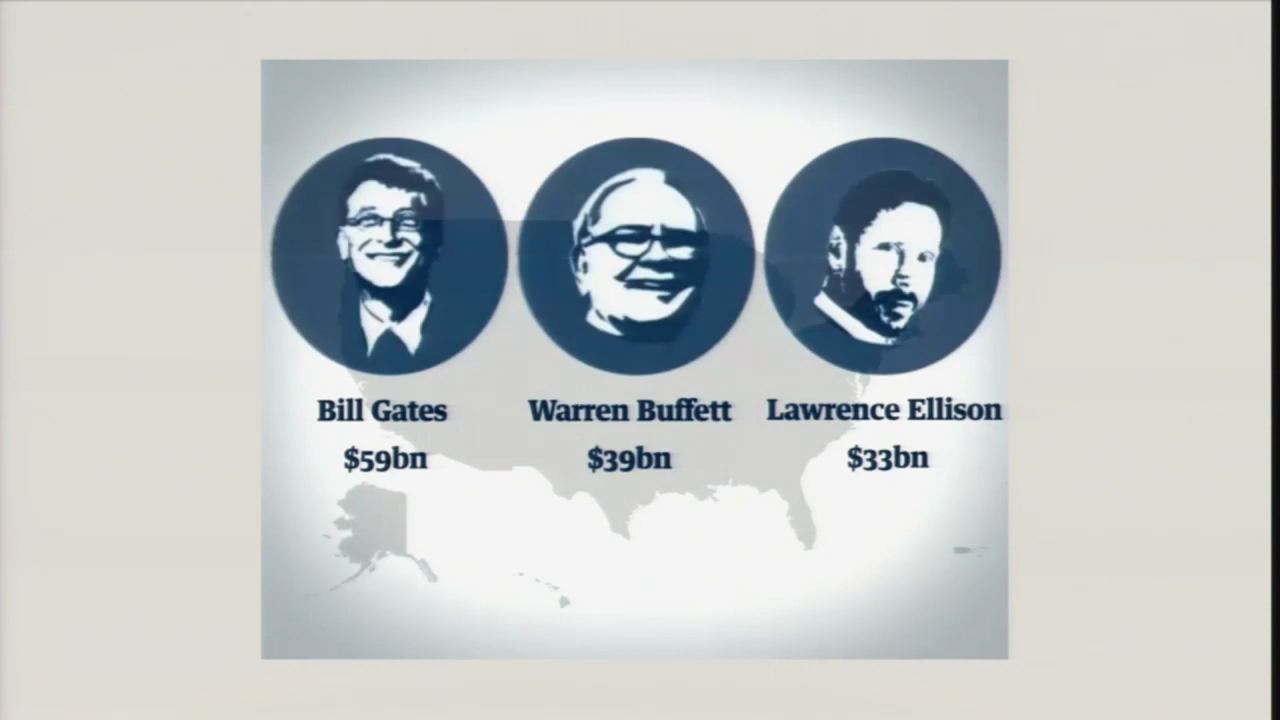 Bill Gates
$59bn
Warren Buffett
$39bn
Lawrence Ellison
$33bn